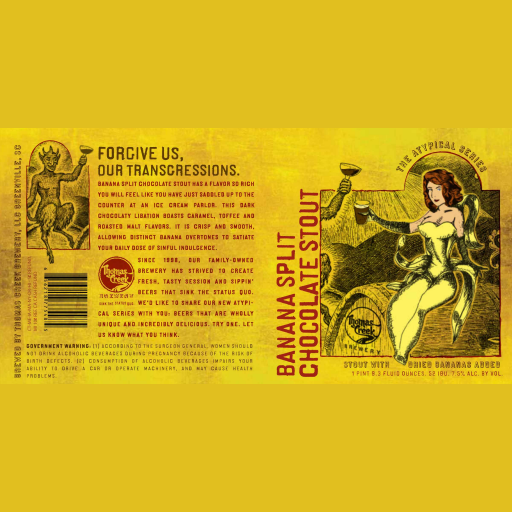 FORGIVE US,
OUR TRANSGRESSIONS.
BANANA SPLIT CHOCOLATE STOUT HAS A FLAVOR SO RICH
YOU WILL FEEL LIKE YOU HAVE JUST SADDLED UP TO THE
COUNTER AT AN ICE CREAM PARLOR. THIS DARK
CHOCOLATY LIBATION BOASTS CARAMEL, TOFFEE AND
ROASTED MALT FLAVORS. IT IS CRISP AND SMOOTH,
ALLOWING DISTINCT BANANA OVERTONES TO SATIATE
YOUR DAILY DOSE OF SINFUL INDULGENCE.
SINCE 1998, OUR FAMILY-OWNED
BREWERY HAS STRIVED TO CREATE
FRESH, TASTY SESSION AND SIPPIN'
BEERS THAT SINK THE STATUS QUO.
WE'D LIKE TO SHARE OUR NEW ATYPI-
CAL SERIES WITH YOU: BEERS THAT ARE WHOLLY
UNIQUE AND INCREDIBLY DELICIOUS. TRY ONE. LET
US KNOW WHAT YOU THINK.
Thomas
Creek
BREWERY
GOVERNMENT WARNING: (1) ACCORDING TO THE SURGEON GENERAL, WOMEN SHOULD
NOT DRINK ALCOHOLIC BEVERAGES DURING PREGNANCY BECAUSE OF THE RISK OF
BIRTH DEFECTS. (2) CONSUMPTION OF ALCOHOLIC BEVERAGES IMPAIRS YOUR
ABILITY TO DRIVE A CAR OR OPERATE MACHINERY, AND MAY CAUSE HEALTH
PROBLEMS.
BREWED BY THOMAS CREEK BREWERY, LLC GREENVILLE, SC
BANANA SPLIT
CHOCOLATE STOUT
THE ATYPICAL SERIES
Thomas
Creek
BREWERY
STOUT WITH DRIED BANANAS ADDED
1 PINT 6.3 FLUID OUNCES. 52 IBU. 7.5% ALC. BY VOL.